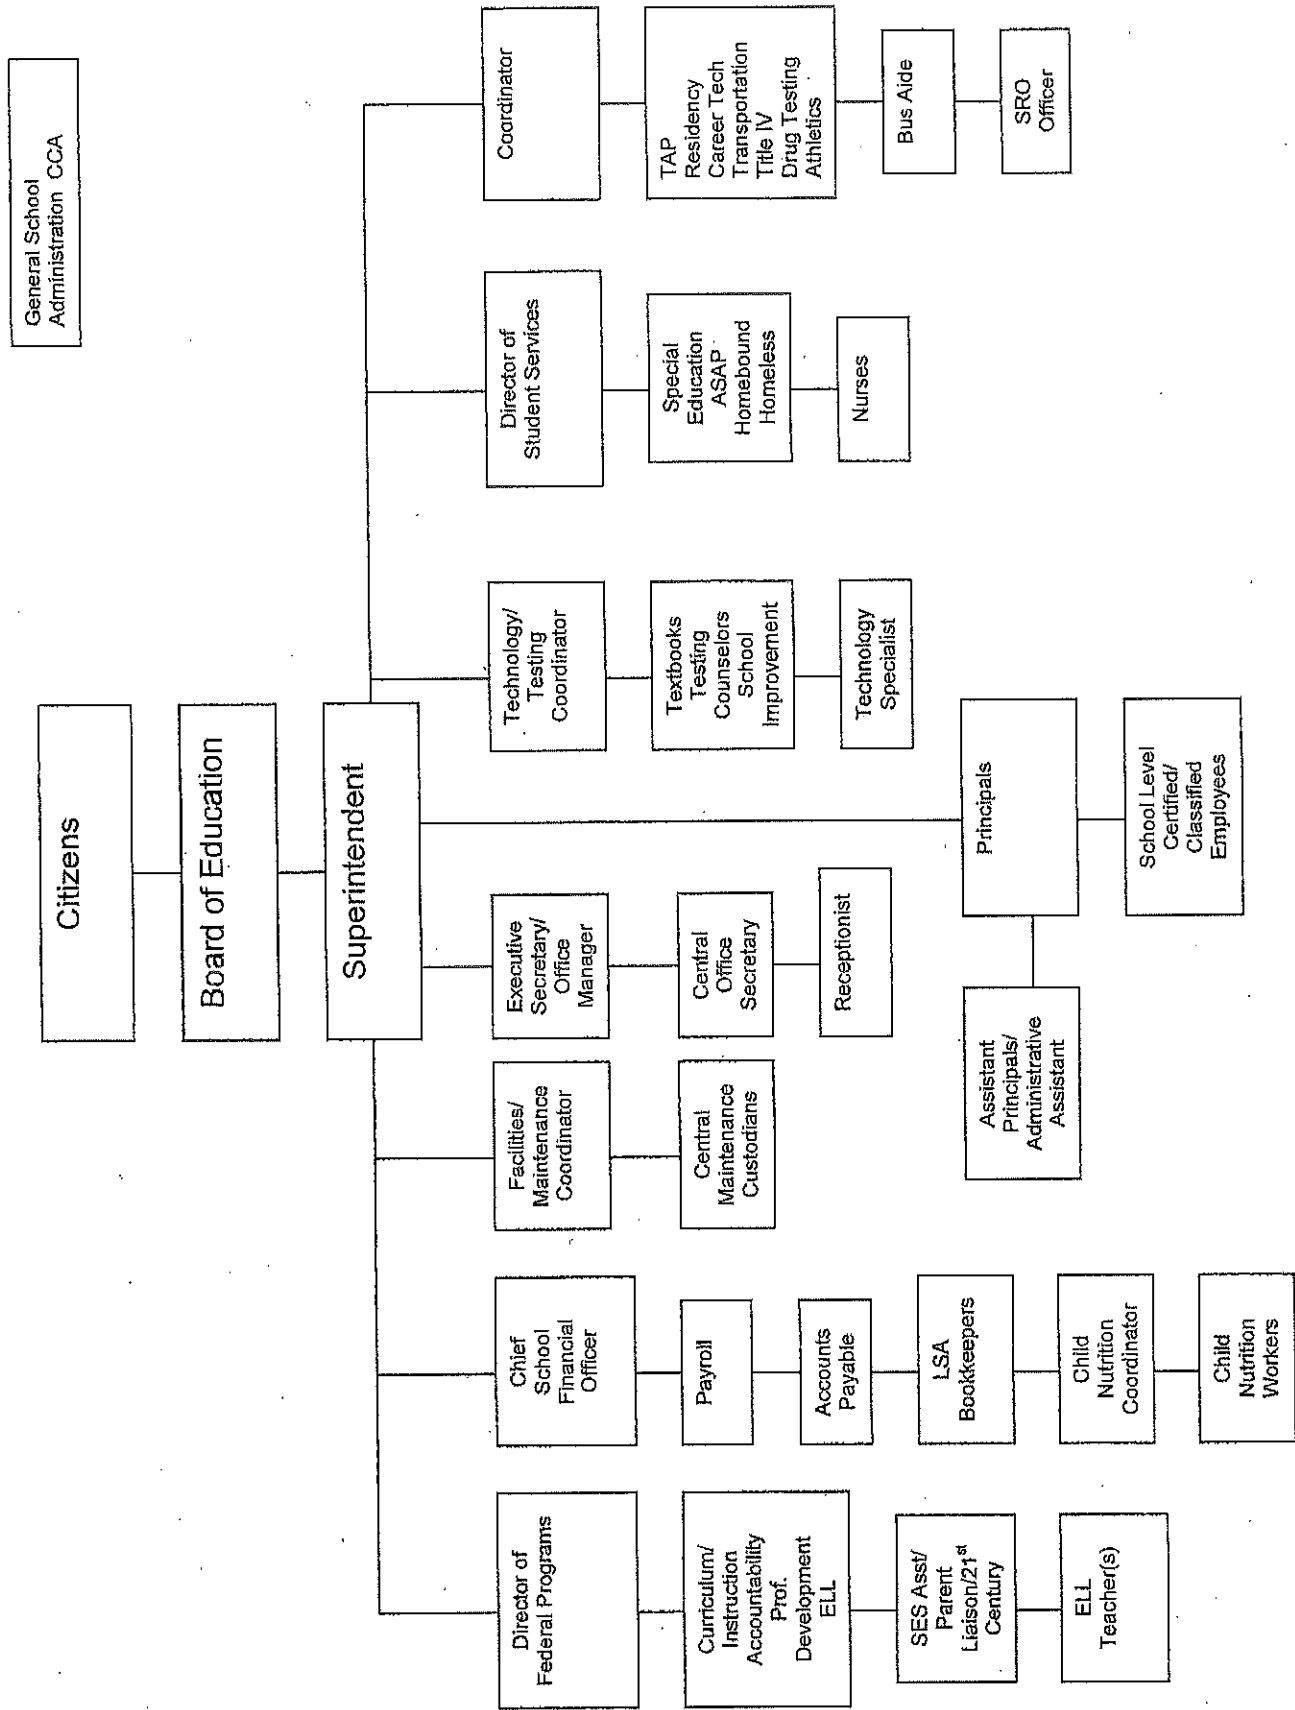 General School
Administration CCA
Citizens
Board of Education
Superintendent
Director of
Federal Programs
Curriculum/
Instruction
Accountability
Prof.
Development
ELL
SES Asst/
Parent
Liaison/21st
Century
ELL
Teacher(s)
Chief
School
Financial
Officer
Payroll
Accounts
Payable
LSA
Bookkeepers
Child
Nutrition
Coordinator
Child
Nutrition
Workers
Facilities/
Maintenance
Coordinator
Central
Maintenance
Custodians
Executive
Secretary/
Office
Manager
Central
Office
Secretary
Receptionist
Principals
Assistant
Principals/
Administrative
Assistant
School Level
Certified/
Classified
Employees
Technology/
Testing
Coordinator
Textbooks
Testing
Counselors
School
Improvement
Technology
Specialist
Director of
Student Services
Special
Education
ASAP
Homebound
Homeless
Nurses
Coordinator
TAP
Residency
Career Tech
Transportation
Title IV
Drug Testing
Athletics
Bus Aide
SRO
Officer